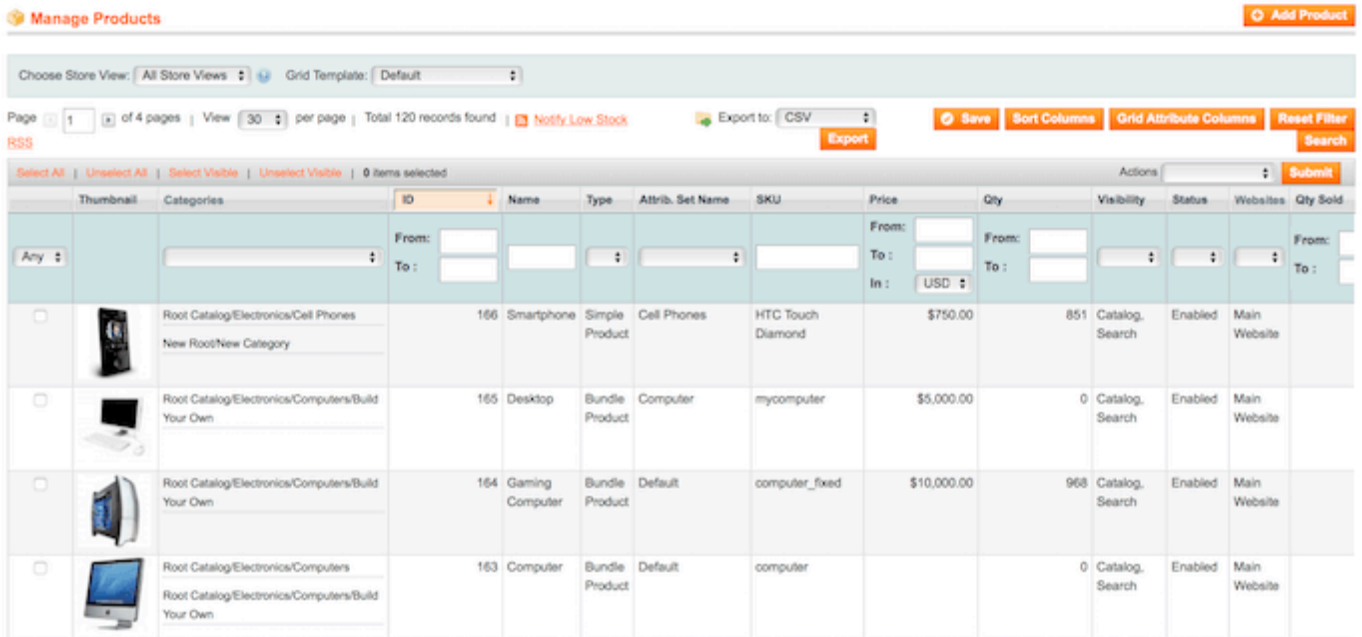 Manage Products
Add Product
Choose Store View: All Store Views Grid Template: Default
Page 1 of 4 pages | View 30 per page | Total 120 records found | Notify Low Stock RSS
Export to: CSV
Export
Save Sort Columns Grid Attribute Columns Reset Filter
Search
Select All | Unselect All | Select Visible | Unselect Visible | 0 items selected
Actions Submit
Thumbnail Categories ID Name Type Attrib. Set Name SKU Price Qty Visibility Status Websites Qty Sold
Any
From:
To :
From:
To :
In : USD
From:
To :
From:
To :
Root Catalog/Electronics/Cell Phones
New Root/New Category
166 Smartphone Simple Product Cell Phones HTC Touch Diamond $750.00 851 Catalog, Search Enabled Main Website
Root Catalog/Electronics/Computers/Build Your Own
165 Desktop Bundle Product Computer mycomputer $5,000.00 0 Catalog, Search Enabled Main Website
Root Catalog/Electronics/Computers/Build Your Own
164 Gaming Computer Bundle Product Default computer_fixed $10,000.00 968 Catalog, Search Enabled Main Website
Root Catalog/Electronics/Computers
Root Catalog/Electronics/Computers/Build Your Own
163 Computer Bundle Product Default computer 0 Catalog, Search Enabled Main Website